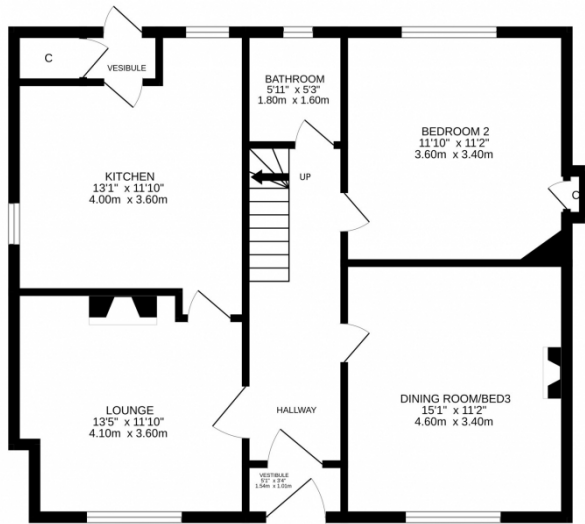 C
VESIBULE
BATHROOM
5'11" x 5'3"
1.80m x 1.60m
BEDROOM 2
11'10" x 11'2"
3.60m x 3.40m
KITCHEN
13'1" x 11'10"
4.00m x 3.60m
UP
C
LOUNGE
13'5" x 11'10"
4.10m x 3.60m
HALLWAY
DINING ROOM/BED3
15'1" x 11'2"
4.60m x 3.40m
VESTIBULE
5'1" x 3'4"
1.54m x 1.01m